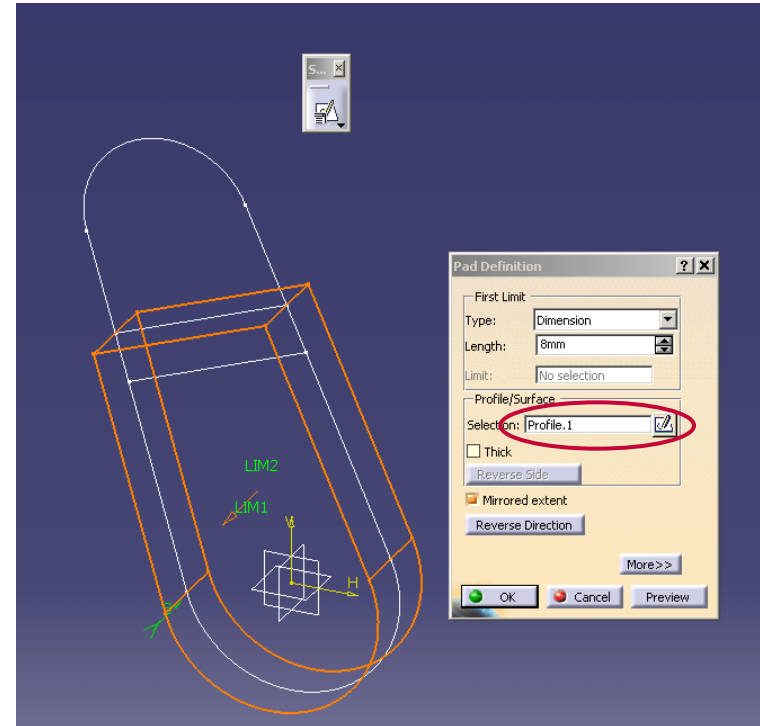 S...
Pad Definition
First Limit
Type: Dimension
Length: 8mm
Limit: No selection
Profile/Surface
Selection: Profile.1
Thick
Reverse Side
Mirrored extent
Reverse Direction
More>>
OK Cancel Preview
LIM2
LIM1
V
H